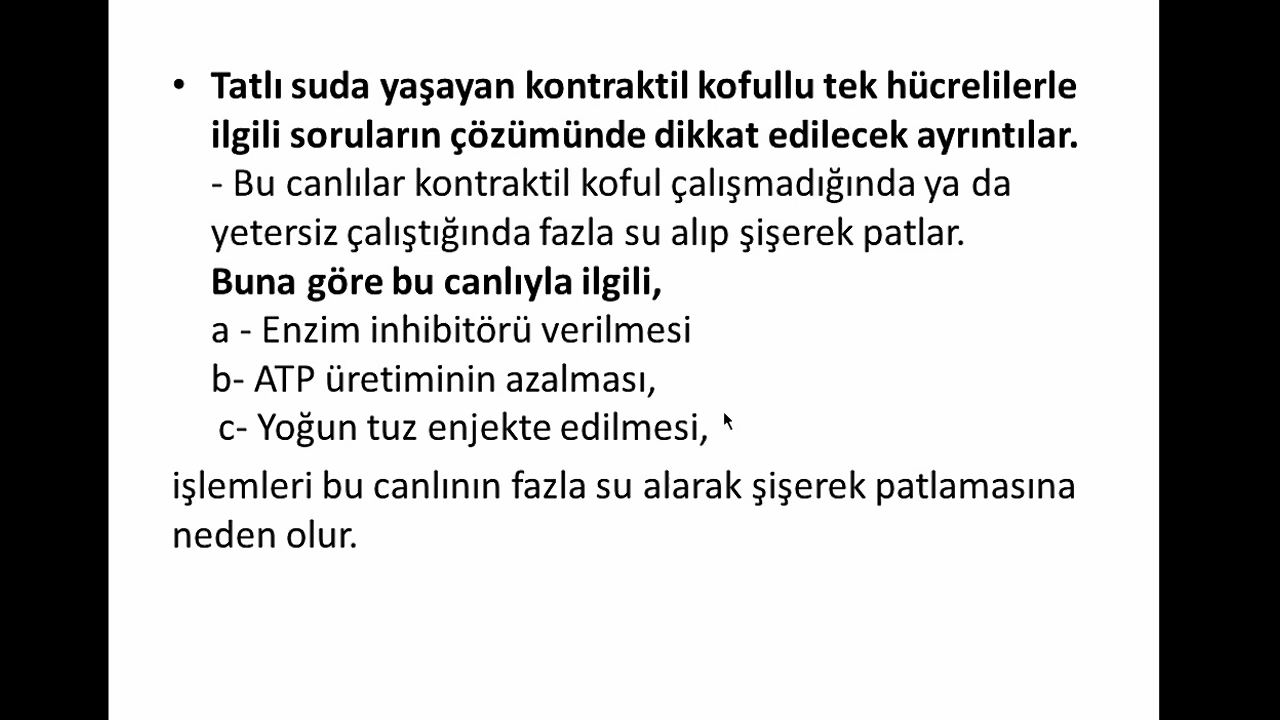 • Tatlı suda yaşayan kontraktil kofullu tek hücrelilerle
ilgili soruların çözümünde dikkat edilecek ayrıntılar.
- Bu canlılar kontraktil koful çalışmadığında ya da
yetersiz çalıştığında fazla su alıp şişerek patlar.
Buna göre bu canlıyla ilgili,
a - Enzim inhibitörü verilmesi
b- ATP üretiminin azalması,
c- Yoğun tuz enjekte edilmesi,
işlemleri bu canlının fazla su alarak şişerek patlamasına
neden olur.